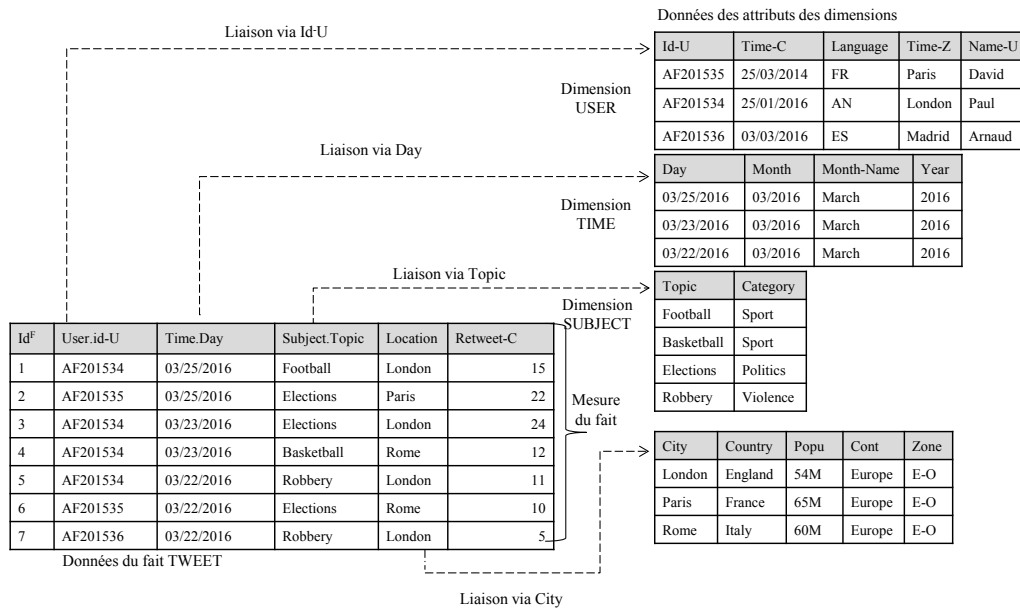 Données des attributs des dimensions
Liaison via Id-U
Id-U Time-C Language Time-Z Name-U
AF201535 25/03/2014 FR Paris David
AF201534 25/01/2016 AN London Paul
AF201536 03/03/2016 ES Madrid Arnaud
Dimension
USER
Liaison via Day
Day Month Month-Name Year
03/25/2016 03/2016 March 2016
03/23/2016 03/2016 March 2016
03/22/2016 03/2016 March 2016
Dimension
TIME
Liaison via Topic
Topic Category
Football Sport
Basketball Sport
Elections Politics
Robbery Violence
Dimension
SUBJECT
IdF User.id-U Time.Day Subject.Topic Location Retweet-C
1 AF201534 03/25/2016 Football London 15
2 AF201535 03/25/2016 Elections Paris 22
3 AF201534 03/23/2016 Elections London 24
4 AF201534 03/23/2016 Basketball Rome 12
5 AF201534 03/22/2016 Robbery London 11
6 AF201535 03/22/2016 Elections Rome 10
7 AF201536 03/22/2016 Robbery London 5
Mesure
du fait
City Country Popu Cont Zone
London England 54M Europe E-O
Paris France 65M Europe E-O
Rome Italy 60M Europe E-O
Données du fait TWEET
Liaison via City